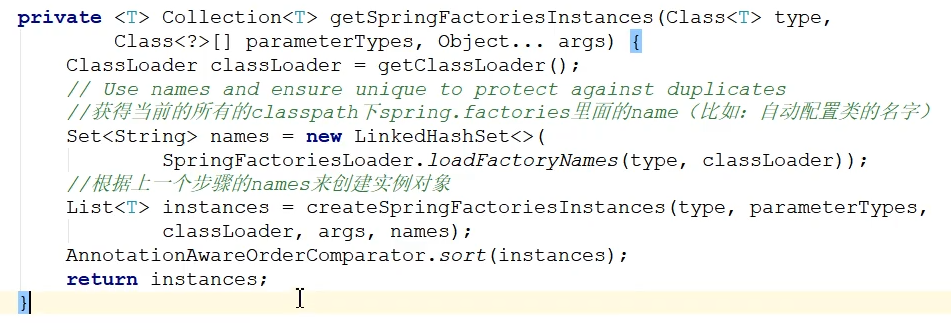 private <T> Collection<T> getSpringFactoriesInstances(Class<T> type,
Class<?>[] parameterTypes, Object... args) {
ClassLoader classLoader = getClassLoader();
// Use names and ensure unique to protect against duplicates
//获得当前的所有的classpath下spring.factories里面的name（比如：自动配置类的名字）
Set<String> names = new LinkedHashSet<>(
SpringFactoriesLoader.loadFactoryNames(type, classLoader));
//根据上一个步骤的names来创建实例对象
List<T> instances = createSpringFactoriesInstances(type, parameterTypes,
classLoader, args, names);
AnnotationAwareOrderComparator.sort(instances);
return instances;
}